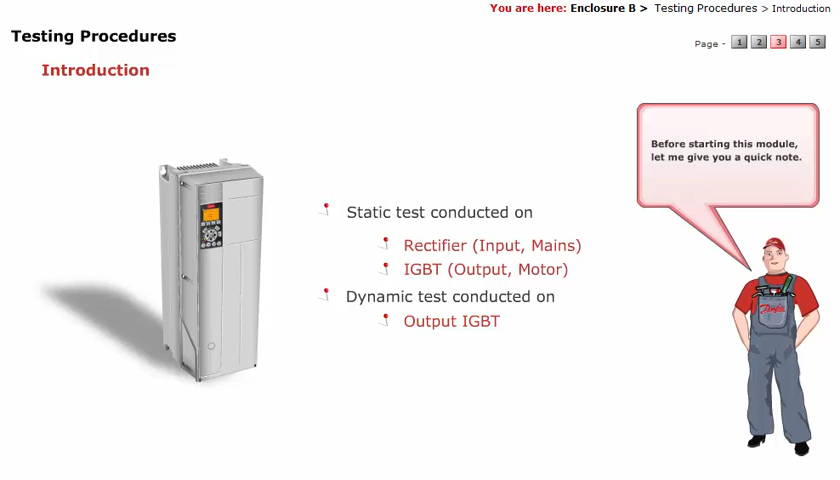 You are here: Enclosure B > Testing Procedures > Introduction
Testing Procedures
Page - 1 2 3 4 5
Introduction
Before starting this module,
let me give you a quick note.
Static test conducted on
Rectifier (Input, Mains)
IGBT (Output, Motor)
Dynamic test conducted on
Output IGBT
Danfoss